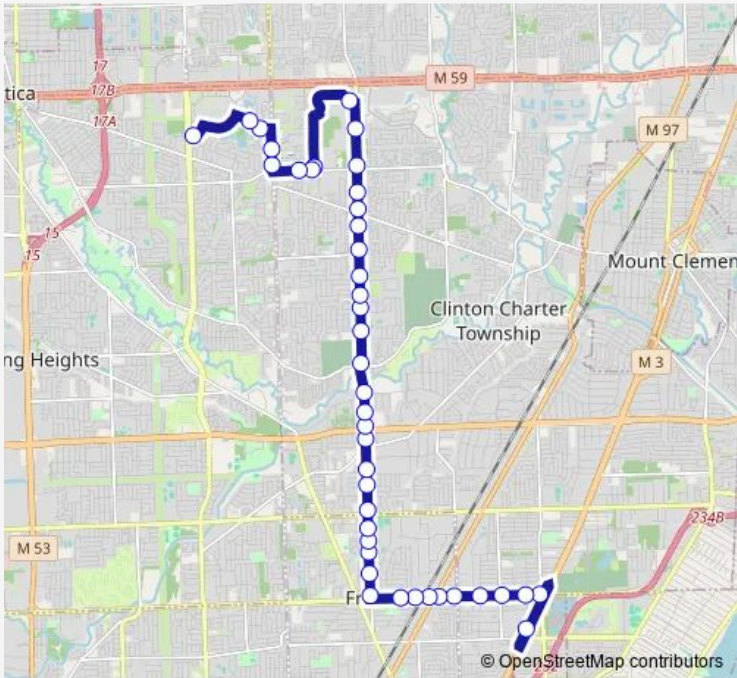 17
M 59
17B
tica
17A
M 97
15
15
Mount Clemen
Clinton Charter
Township
ng Heights
M 3
234B
M 53
Fr
© OpenStreetMap contributors